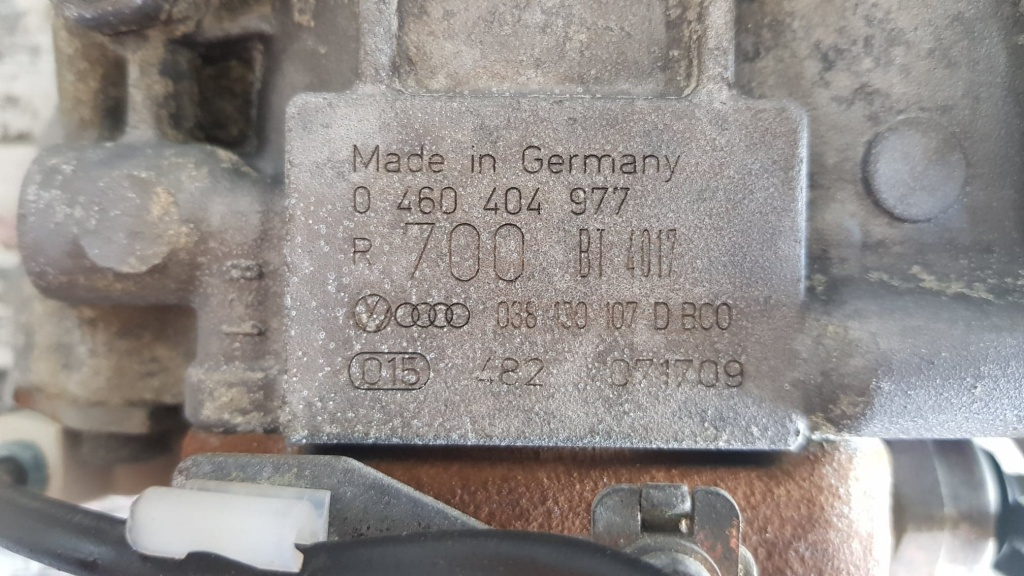 Made in Germany
0 460 404 977
R 700 BT 4017
038 130 107 D BCO
015 482 071709